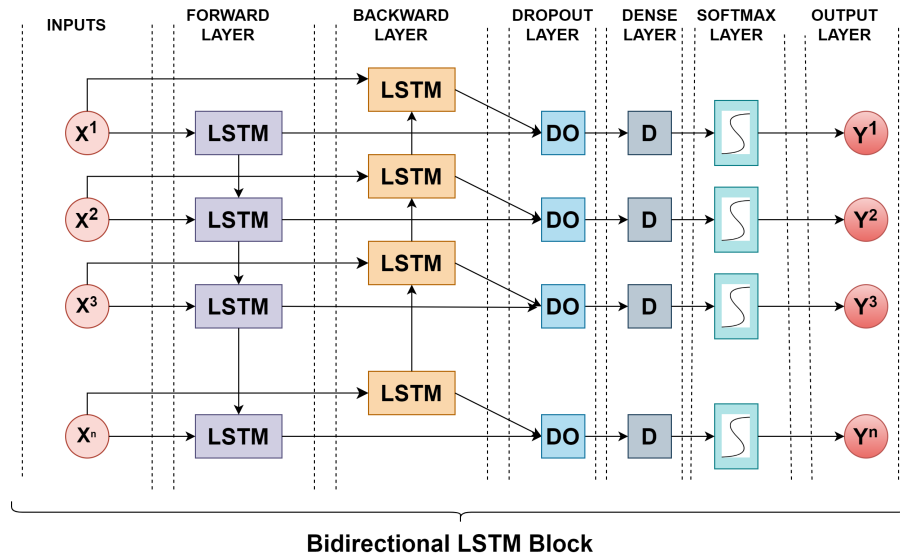 INPUTS
FORWARD
LAYER
BACKWARD
LAYER
DROPOUT
LAYER
DENSE
LAYER
SOFTMAX
LAYER
OUTPUT
LAYER
LSTM
X¹ LSTM DO D Y¹
LSTM
X² LSTM DO D Y²
LSTM
X³ LSTM DO D Y³
LSTM
Xⁿ LSTM DO D Yⁿ
Bidirectional LSTM Block